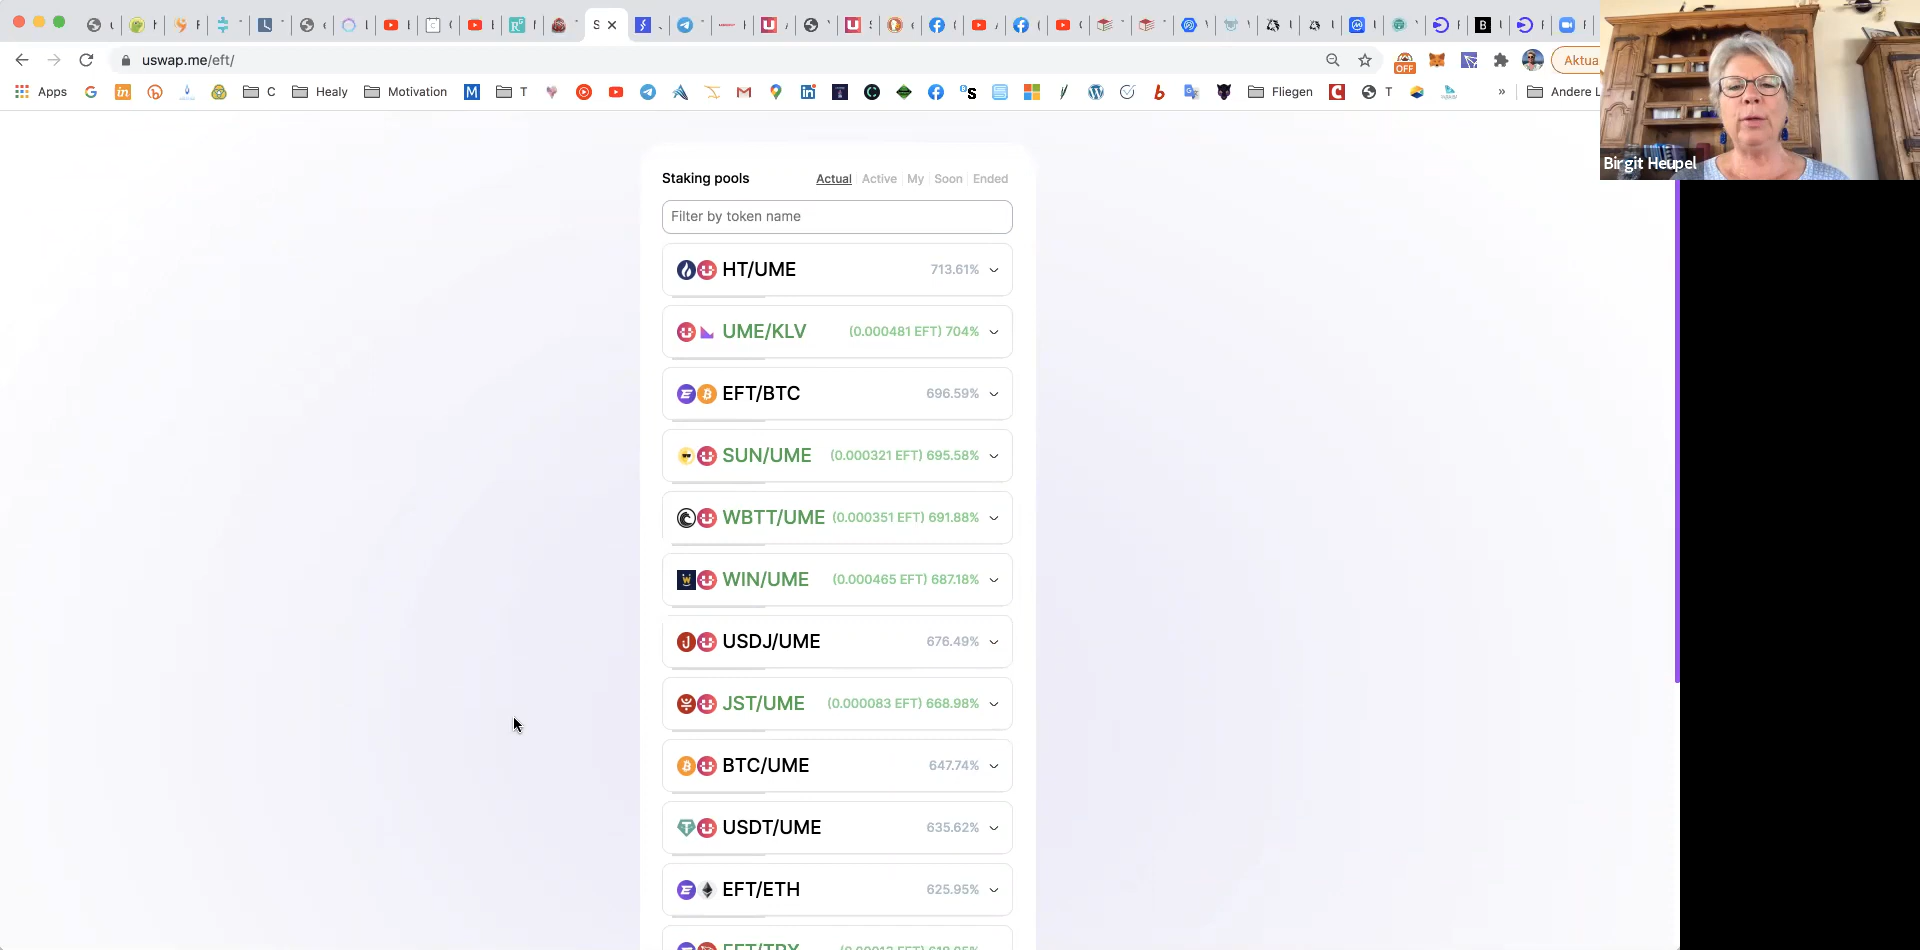 uswap.me/eft/
OFF
Aktua
Apps
C
Healy
Motivation
T
Fliegen
T
»
Andere L
Birgit Heupel
Staking pools
Actual
Active
My
Soon
Ended
Filter by token name
HT/UME 713.61%
UME/KLV (0.000481 EFT) 704%
EFT/BTC 696.59%
SUN/UME (0.000321 EFT) 695.58%
WBTT/UME (0.000351 EFT) 691.88%
WIN/UME (0.000465 EFT) 687.18%
USDJ/UME 676.49%
JST/UME (0.000083 EFT) 668.98%
BTC/UME 647.74%
USDT/UME 635.62%
EFT/ETH 625.95%